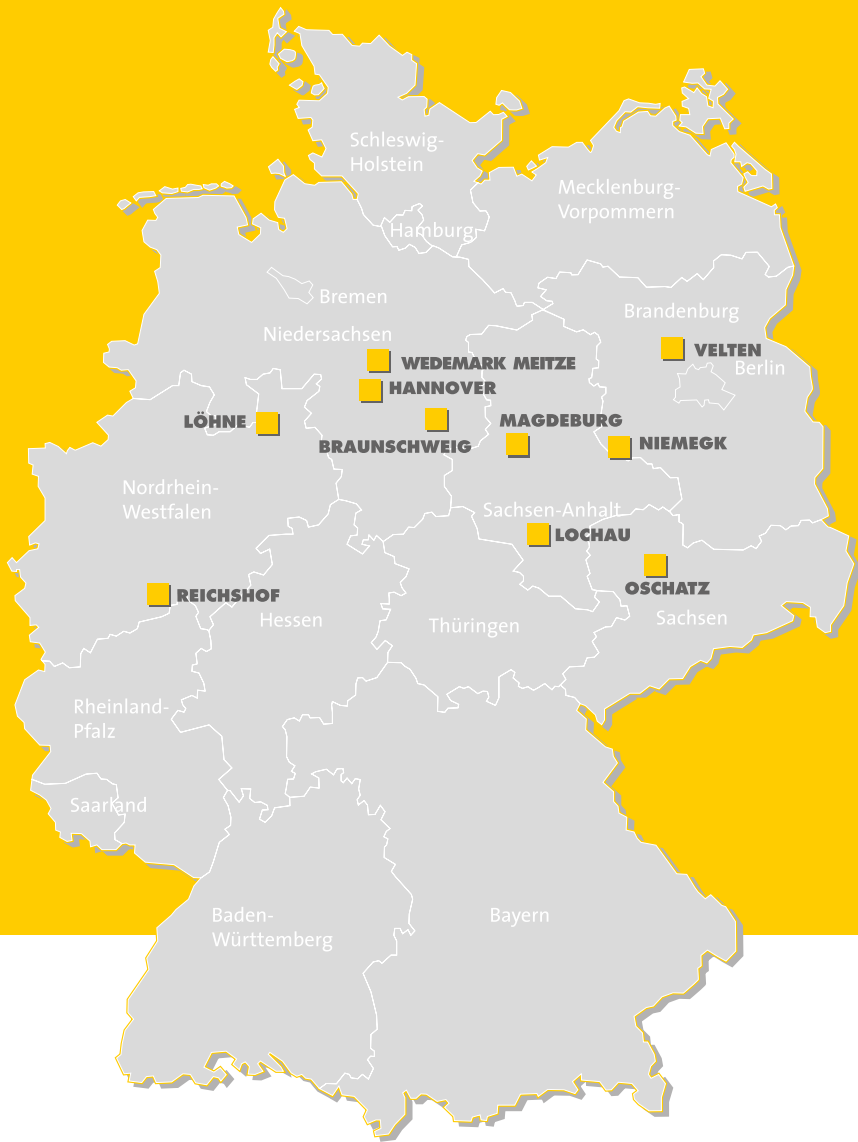 Schleswig-
Holstein
Mecklenburg-
Vorpommern
Hamburg
Bremen
Brandenburg
Niedersachsen
VELTEN
WEDEMARK MEITZE
Berlin
HANNOVER
LÖHNE
MAGDEBURG
BRAUNSCHWEIG
NIEMEGK
Nordrhein-
Westfalen
Sachsen-Anhalt
LOCHAU
OSCHATZ
REICHSHOF
Hessen
Thüringen
Sachsen
Rheinland-
Pfalz
Saarland
Baden-
Württemberg
Bayern